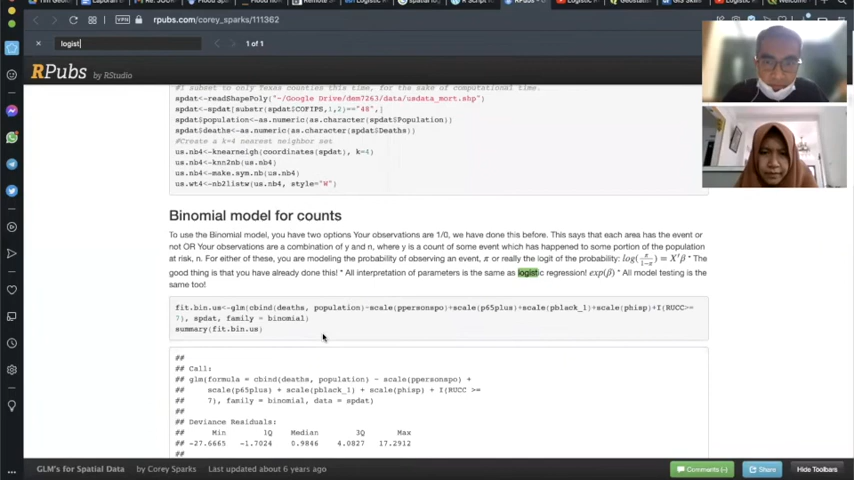 rpubs.com/corey_sparks/111362
VPN
logist
1 of 1
RPubs by RStudio
#I subset to only Texas counties this time, for the sake of computational time.
spdat<-readShapePoly("~/Google Drive/dem7263/data/usdata_mort.shp")
spdat<-spdat[substr(spdat$COFIPS,1,2)=="48",]
spdat$population<-as.numeric(as.character(spdat$Population))
spdat$deaths<-as.numeric(as.character(spdat$Deaths))
#Create a k=4 nearest neighbor set
us.nb4<-knearneigh(coordinates(spdat), k=4)
us.nb4<-knn2nb(us.nb4)
us.nb4<-make.sym.nb(us.nb4)
us.wt4<-nb2listw(us.nb4, style="W")
Binomial model for counts
To use the Binomial model, you have two options Your observations are 1/0, we have done this before. This says that each area has the event or
not OR Your observations are a combination of y and n, where y is a count of some event which has happened to some portion of the population
at risk, n. For either of these, you are modeling the probability of observing an event, π or really the logit of the probability: log(π/1−π) = X′β * The
good thing is that you have already done this! * All interpretation of parameters is the same as logistic regression! exp(β) * All model testing is the
same too!
fit.bin.us<-glm(cbind(deaths, population)~scale(ppersonspo)+scale(p65plus)+scale(pblack_1)+scale(phisp)+I(RUCC>=
7), spdat, family = binomial)
summary(fit.bin.us)
##
## Call:
## glm(formula = cbind(deaths, population) ~ scale(ppersonspo) +
## scale(p65plus) + scale(pblack_1) + scale(phisp) + I(RUCC >=
## 7), family = binomial, data = spdat)
##
## Deviance Residuals:
## Min 1Q Median 3Q Max
## -27.6665 -1.7024 0.9846 4.0827 17.2912
GLM's for Spatial Data by Corey Sparks Last updated about 6 years ago
Comments (–) Share Hide Toolbars